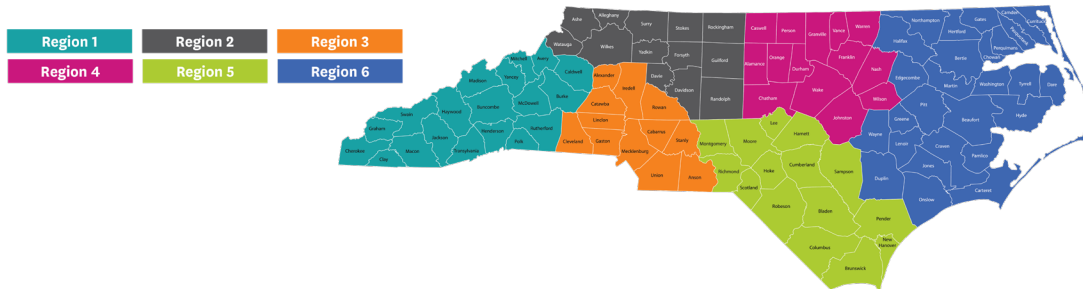 Region 1 Region 2 Region 3
Region 4 Region 5 Region 6
Ashe Alleghany Surry Stokes Rockingham Caswell Person Granville Vance Warren Northampton Gates Camden Currituck
Watauga Wilkes Yadkin Forsyth Guilford Alamance Orange Durham Franklin Halifax Hertford Perquimans
Mitchell Avery Caldwell Alexander Iredell Davie Davidson Randolph Chatham Wake Nash Edgecombe Bertie Chowan
Madison Yancey Burke Catawba Rowan Johnston Wilson Martin Washington Tyrrell Dare
Swain Haywood Buncombe McDowell Lincoln Cabarrus Stanly Montgomery Moore Lee Harnett Wayne Greene Pitt Beaufort Hyde
Graham Jackson Henderson Rutherford Cleveland Gaston Mecklenburg Lenoir Craven Pamlico
Cherokee Clay Macon Transylvania Polk Union Anson Richmond Scotland Hoke Cumberland Sampson Duplin Jones Carteret
Robeson Bladen Pender Onslow
Columbus New
Hanover
Brunswick